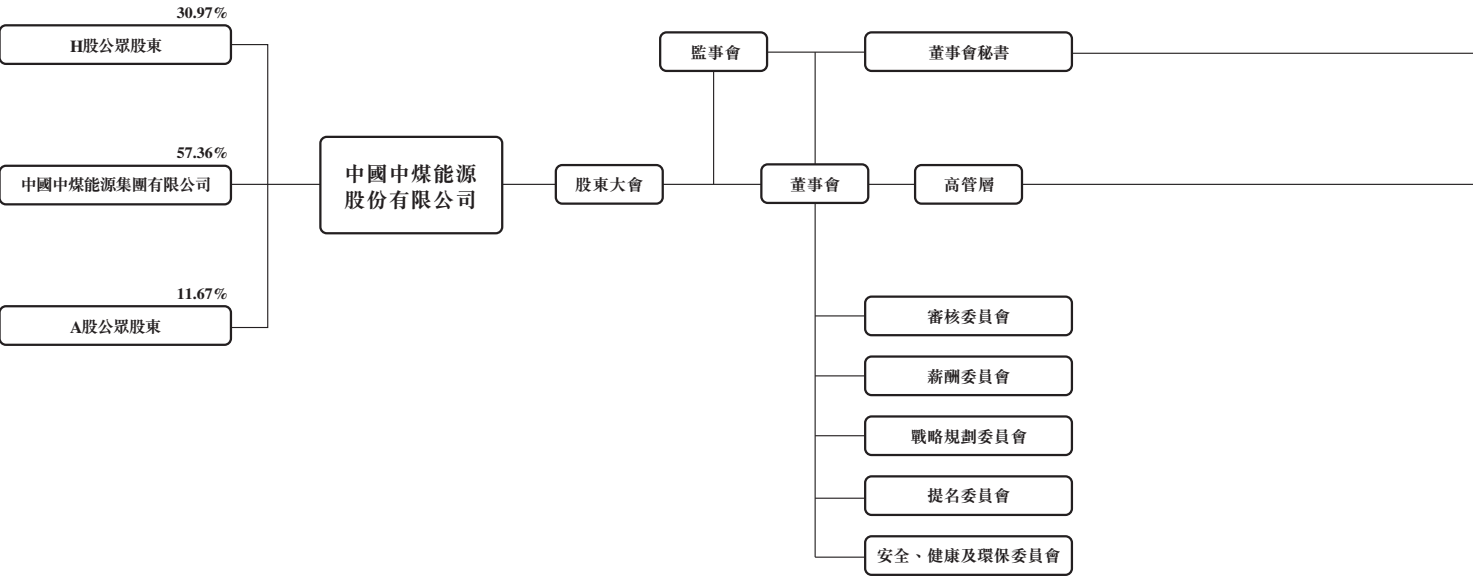 30.97%
H股公眾股東
57.36%
中國中煤能源集團有限公司
11.67%
A股公眾股東
中國中煤能源
股份有限公司
股東大會
監事會
董事會
董事會秘書
高管層
審核委員會
薪酬委員會
戰略規劃委員會
提名委員會
安全、健康及環保委員會